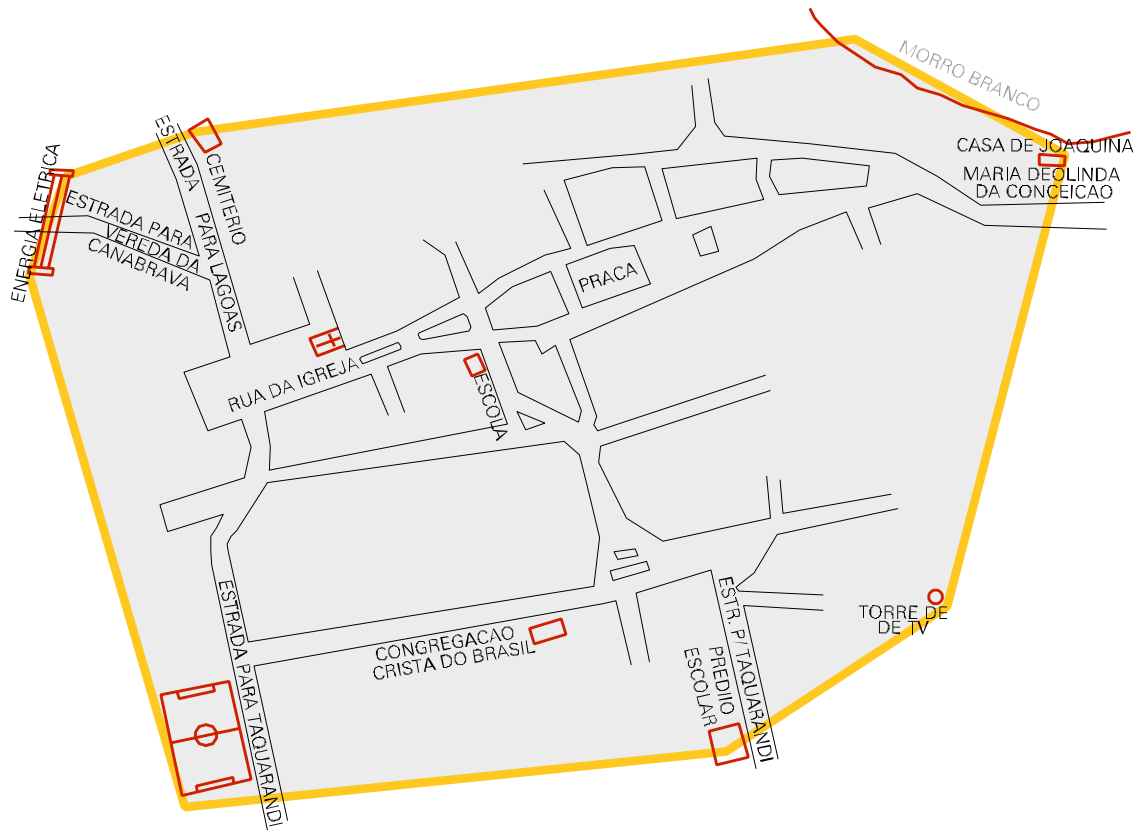 MORRO BRANCO
CASA DE JOAQUINA
MARIA DEOLINDA
DA CONCEICAO
ESTRADA
PARA LAGOAS
CEMITERIO
ENERGIA ELETRICA
ESTRADA PARA
VEREDA DA
CANABRAVA
PRACA
RUA DA IGREJA
ESCOLA
ESTRADA PARA TAQUARANDI
CONGREGACAO
CRISTA DO BRASIL
ESTR. P/ TAQUARANDI
PREDIIO
ESCOLAR
TORRE DE
DE TV